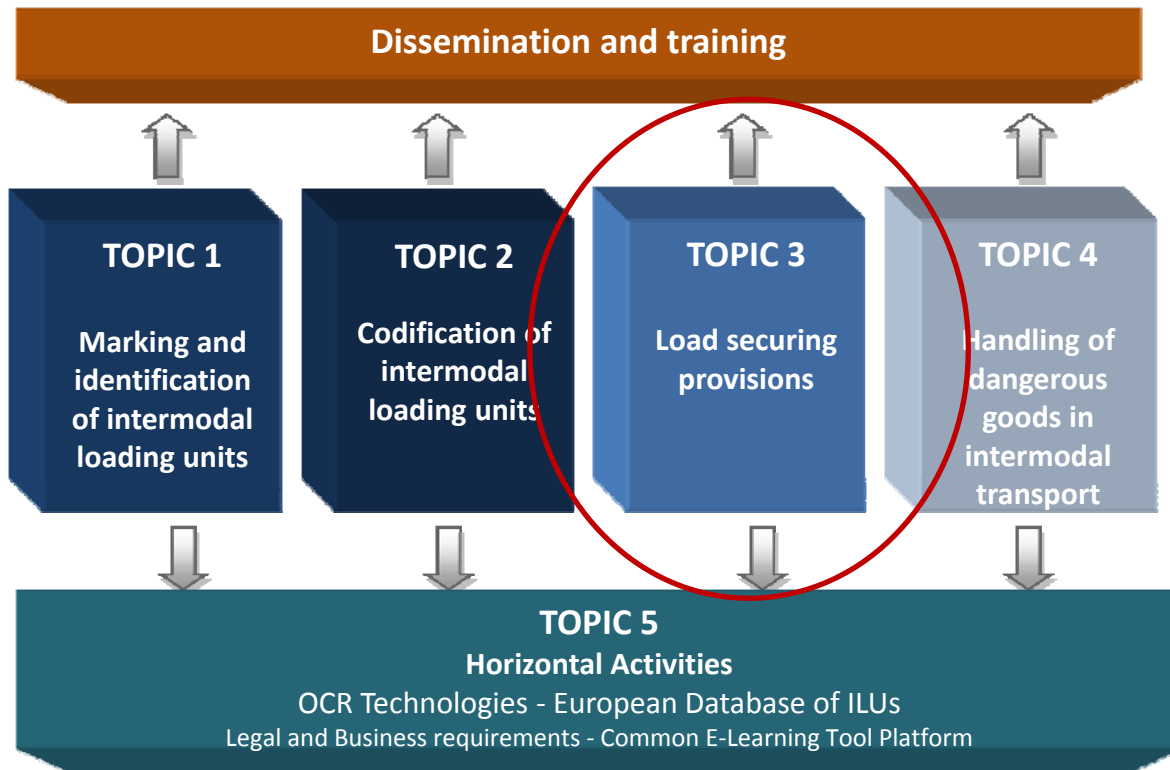 Dissemination and training
TOPIC 1
Marking and
identification
of intermodal
loading units
TOPIC 2
Codification of
intermodal
loading units
TOPIC 3
Load securing
provisions
TOPIC 4
Handling of
dangerous
goods in
intermodal
transport
TOPIC 5
Horizontal Activities
OCR Technologies - European Database of ILUs
Legal and Business requirements - Common E-Learning Tool Platform